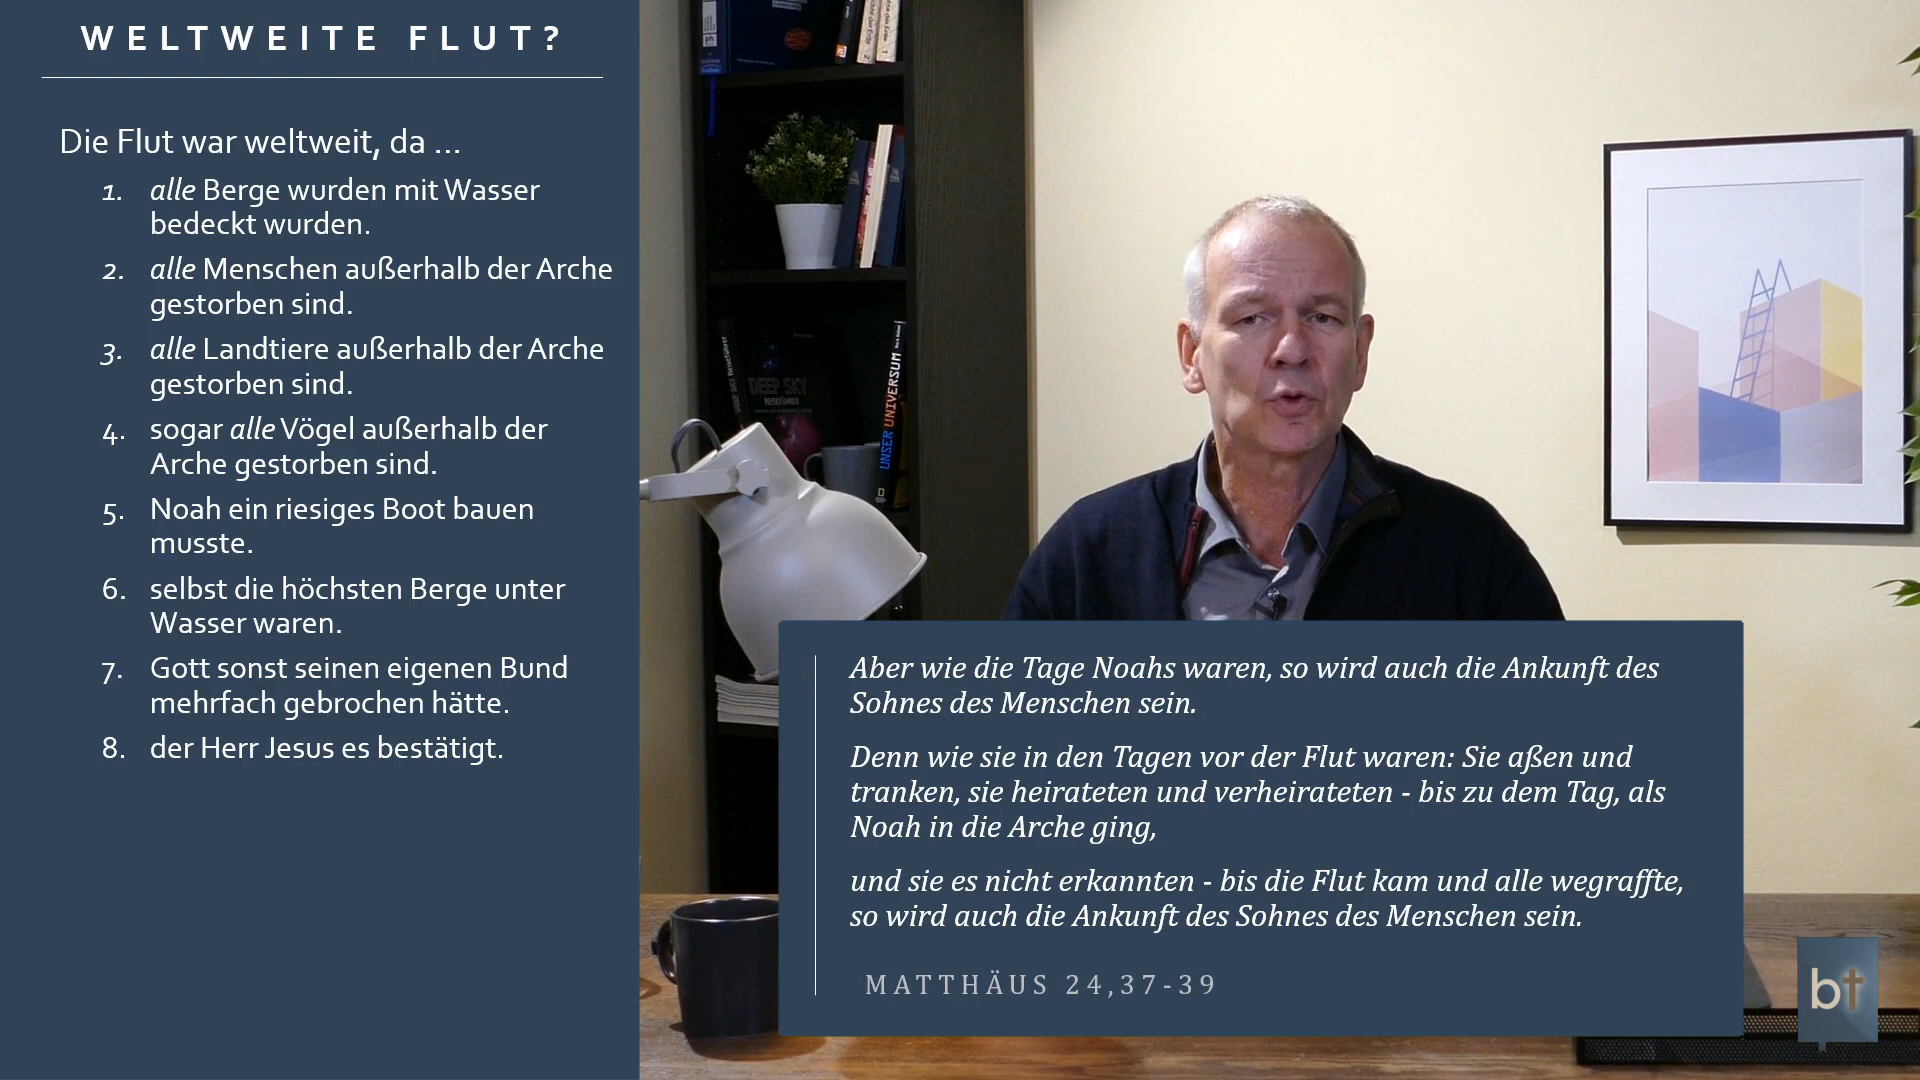 WELTWEITE FLUT?
Die Flut war weltweit, da ...
1. alle Berge wurden mit Wasser
bedeckt wurden.
2. alle Menschen außerhalb der Arche
gestorben sind.
3. alle Landtiere außerhalb der Arche
gestorben sind.
4. sogar alle Vögel außerhalb der
Arche gestorben sind.
5. Noah ein riesiges Boot bauen
musste.
6. selbst die höchsten Berge unter
Wasser waren.
7. Gott sonst seinen eigenen Bund
mehrfach gebrochen hätte.
8. der Herr Jesus es bestätigt.
DEEP SKY
REISEFÜHRER
UNSER UNIVERSUM
Aber wie die Tage Noahs waren, so wird auch die Ankunft des
Sohnes des Menschen sein.
Denn wie sie in den Tagen vor der Flut waren: Sie aßen und
tranken, sie heirateten und verheirateten - bis zu dem Tag, als
Noah in die Arche ging,
und sie es nicht erkannten - bis die Flut kam und alle wegraffte,
so wird auch die Ankunft des Sohnes des Menschen sein.
MATTHÄUS 24,37-39
bt